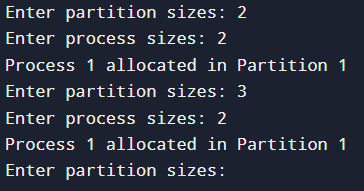 Enter partition sizes: 2
Enter process sizes: 2
Process 1 allocated in Partition 1
Enter partition sizes: 3
Enter process sizes: 2
Process 1 allocated in Partition 1
Enter partition sizes: